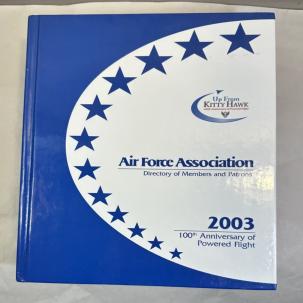 Up From
KITTY HAWK
Air Force Association
Directory of Members and Patrons
2003
100th Anniversary of
Powered Flight